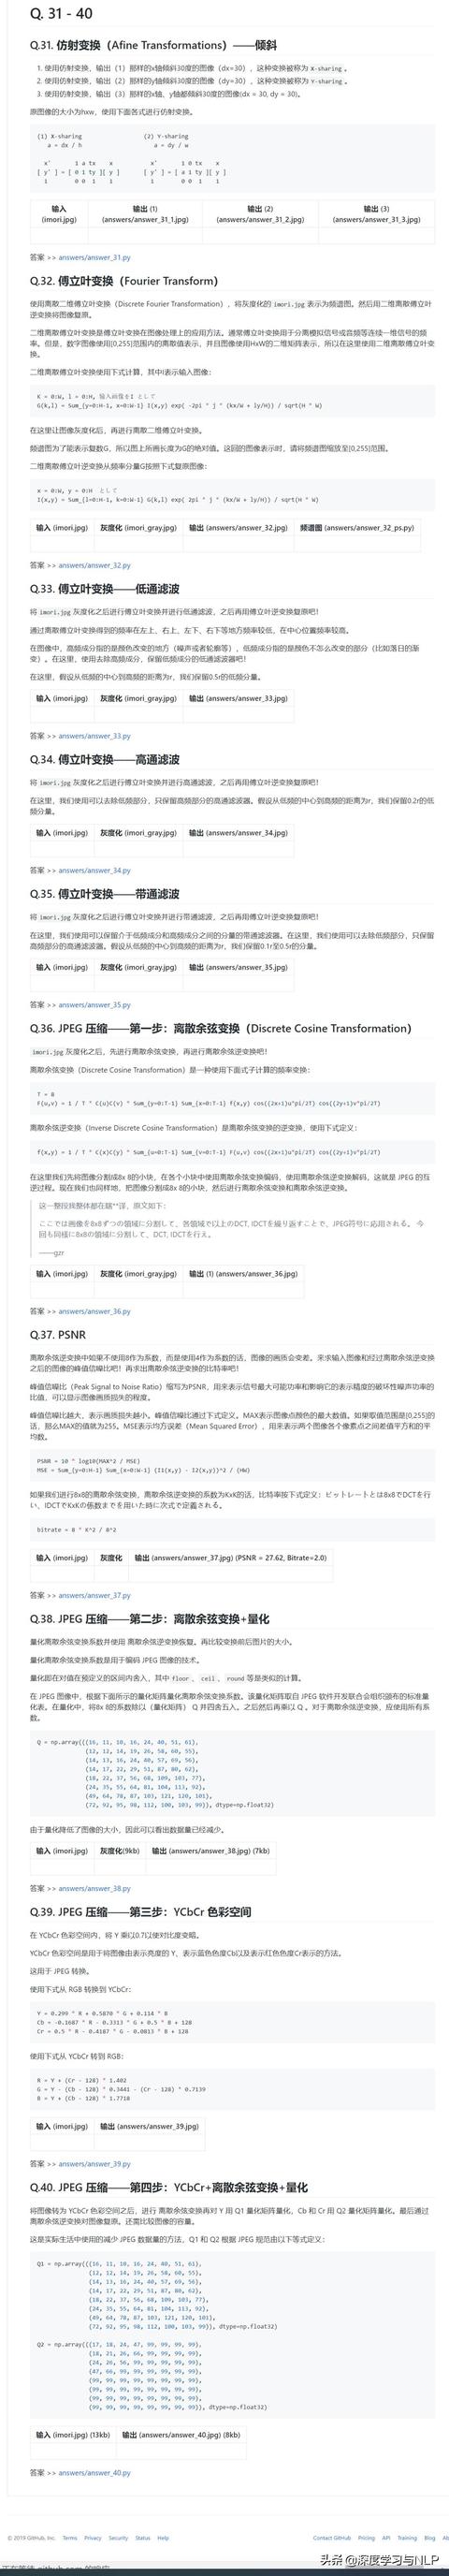 Q. 31 - 40
Q.31. 仿射变换（Afine Transformations）——倾斜
1. 使用仿射变换，输出（1）那样的x轴倾斜30度的图像（dx=30），这种变换被称为 X-sharing 。
2. 使用仿射变换，输出（2）那样的y轴倾斜30度的图像（dy=30），这种变换被称为 Y-sharing 。
3. 使用仿射变换，输出（3）那样的x轴、y轴都倾斜30度的图像(dx = 30, dy = 30)。
原图像的大小为hxw，使用下面各式进行仿射变换。
(1) X-sharing (2) Y-sharing
a = dx / h a = dy / w
x' 1 a tx x x' 1 0 tx x
[ y' ] = [ 0 1 ty ][ y ] [ y' ] = [ a 1 ty ][ y ]
1 0 0 1 1 1 0 0 1 1
输入 输出 (1) 输出 (2) 输出 (3)
(imori.jpg) (answers/answer_31_1.jpg) (answers/answer_31_2.jpg) (answers/answer_31_3.jpg)
答案 >> answers/answer_31.py
Q.32. 傅立叶变换（Fourier Transform）
使用离散二维傅立叶变换（Discrete Fourier Transformation），将灰度化的 imori.jpg 表示为频谱图。然后用二维离散傅立叶逆变换将图像复原。
二维离散傅立叶变换是傅立叶变换在图像处理上的应用方法。通常傅立叶变换用于分离模拟信号或音频等连续一维信号的频
率。但是，数字图像使用[0,255]范围内的离散值表示，并且图像使用HxW的二维矩阵表示，所以在这里使用二维离散傅立叶变
换。
二维离散傅立叶变换使用下式计算，其中I表示输入图像：
K = 0:W, l = 0:H, 输入画像をI として
G(k,l) = Sum_{y=0:H-1, x=0:W-1} I(x,y) exp( -2pi * j * (kx/W + ly/H)) / sqrt(H * W)
在这里让图像灰度化后，再进行离散二维傅立叶变换。
频谱图为了能表示复数G，所以图上所画长度为G的绝对值。这回的图像表示时，请将频谱图缩放至[0,255]范围。
二维离散傅立叶逆变换从频率分量G按照下式复原图像：
x = 0:W, y = 0:H として
I(x,y) = Sum_{l=0:H-1, k=0:W-1} G(k,l) exp( 2pi * j * (kx/W + ly/H)) / sqrt(H * W)
输入 (imori.jpg) 灰度化 (imori_gray.jpg) 输出 (answers/answer_32.jpg) 频谱图 (answers/answer_32_ps.py)
答案 >> answers/answer_32.py
Q.33. 傅立叶变换——低通滤波
将 imori.jpg 灰度化之后进行傅立叶变换并进行低通滤波，之后再用傅立叶逆变换复原吧！
通过离散傅立叶变换得到的频率在左上、右上、左下、右下等地方频率较低，在中心位置频率较高。
在图像中，高频成分指的是颜色改变的地方（噪声或者轮廓等），低频成分指的是颜色不怎么改变的部分（比如落日的渐
变）。在这里，使用去除高频成分，保留低频成分的低通滤波器吧！
在这里，假设从低频的中心到高频的距离为r，我们保留0.5r的低频分量。
输入 (imori.jpg) 灰度化 (imori_gray.jpg) 输出 (answers/answer_33.jpg)
答案 >> answers/answer_33.py
Q.34. 傅立叶变换——高通滤波
将 imori.jpg 灰度化之后进行傅立叶变换并进行高通滤波，之后再用傅立叶逆变换复原吧！
在这里，我们使用可以去除低频部分，只保留高频部分的高通滤波器。假设从低频的中心到高频的距离为r，我们保留0.2r的低
频分量。
输入 (imori.jpg) 灰度化 (imori_gray.jpg) 输出 (answers/answer_34.jpg)
答案 >> answers/answer_34.py
Q.35. 傅立叶变换——带通滤波
将 imori.jpg 灰度化之后进行傅立叶变换并进行带通滤波，之后再用傅立叶逆变换复原吧！
在这里，我们使用可以保留介于低频成分和高频成分之间的分量的带通滤波器。在这里，我们使用可以去除低频部分，只保留
高频部分的高通滤波器。假设从低频的中心到高频的距离为r，我们保留0.1r至0.5r的分量。
输入 (imori.jpg) 灰度化 (imori_gray.jpg) 输出 (answers/answer_35.jpg)
答案 >> answers/answer_35.py
Q.36. JPEG 压缩——第一步：离散余弦变换（Discrete Cosine Transformation）
imori.jpg 灰度化之后，先进行离散余弦变换，再进行离散余弦逆变换吧！
离散余弦变换（Discrete Cosine Transformation）是一种使用下面式子计算的频率变换：
T = 8
F(u,v) = 1 / T * C(u)C(v) * Sum_{y=0:T-1} Sum_{x=0:T-1} f(x,y) cos((2x+1)u*pi/2T) cos((2y+1)v*pi/2T)
离散余弦逆变换（Inverse Discrete Cosine Transformation）是离散余弦变换的逆变换，使用下式定义：
f(x,y) = 1 / T * C(x)C(y) * Sum_{u=0:T-1} Sum_{v=0:T-1} F(u,v) cos((2x+1)u*pi/2T) cos((2y+1)v*pi/2T)
在这里我们先将图像分割成8x 8的小块，在各个小块中使用离散余弦变换编码，使用离散余弦逆变换解码，这就是 JPEG 的互
逆过程。现在我们也同样地，把图像分割成8x 8的小块，然后进行离散余弦变换和离散余弦逆变换。
这一整段我整体都在瞎**译，原文如下：
ここでは画像を8x8ずつの領域に分割して、各領域で以上のDCT, IDCTを繰り返すことで、JPEG符号に応用される。 今
回も同様に8x8の領域に分割して、DCT, IDCTを行え。
——gzr
输入 (imori.jpg) 灰度化 (imori_gray.jpg) 输出 (1) (answers/answer_36.jpg)
答案 >> answers/answer_36.py
Q.37. PSNR
离散余弦逆变换中如果不使用8作为系数，而是使用4作为系数的话，图像的画质会变差。来求输入图像和经过离散余弦逆变换
之后的图像的峰值信噪比吧！再求出离散余弦逆变换的比特率吧！
峰值信噪比（Peak Signal to Noise Ratio）缩写为PSNR，用来表示信号最大可能功率和影响它的表示精度的破坏性噪声功率的
比值，可以显示图像画质损失的程度。
峰值信噪比越大，表示画质损失越小。峰值信噪比通过下式定义。MAX表示图像点颜色的最大数值。如果取值范围是[0,255]的
话，那么MAX的值就为255。MSE表示均方误差（Mean Squared Error），用来表示两个图像各个像素点之间差值平方和的平
均数。
PSNR = 10 * log10(MAX^2 / MSE)
MSE = Sum_{y=0:H-1} Sum_{x=0:W-1} (I1(x,y) - I2(x,y))^2 / (HW)
如果我们进行8x8的离散余弦变换，离散余弦逆变换的系数为KxK的话，比特率按下式定义：ビットレートとは8x8でDCTを行
い、IDCTでKxKの係数までを用いた時に次式で定義される。
bitrate = 8 * K^2 / 8^2
输入 (imori.jpg) 灰度化 输出 (answers/answer_37.jpg) (PSNR = 27.62, Bitrate=2.0)
答案 >> answers/answer_37.py
Q.38. JPEG 压缩——第二步：离散余弦变换+量化
量化离散余弦变换系数并使用 离散余弦逆变换恢复。再比较变换前后图片的大小。
量化离散余弦变换系数是用于编码 JPEG 图像的技术。
量化即在对值在预定义的区间内舍入，其中 floor 、 ceil 、 round 等是类似的计算。
在 JPEG 图像中，根据下面所示的量化矩阵量化离散余弦变换系数。该量化矩阵取自 JPEG 软件开发联合会组织颁布的标准量
化表。在量化中，将8x 8的系数除以（量化矩阵） Q 并四舍五入。之后然后再乘以 Q 。对于离散余弦逆变换，应使用所有系
数。
Q = np.array(((16, 11, 10, 16, 24, 40, 51, 61),
(12, 12, 14, 19, 26, 58, 60, 55),
(14, 13, 16, 24, 40, 57, 69, 56),
(14, 17, 22, 29, 51, 87, 80, 62),
(18, 22, 37, 56, 68, 109, 103, 77),
(24, 35, 55, 64, 81, 104, 113, 92),
(49, 64, 78, 87, 103, 121, 120, 101),
(72, 92, 95, 98, 112, 100, 103, 99)), dtype=np.float32)
由于量化降低了图像的大小，因此可以看出数据量已经减少。
输入 (imori.jpg) 灰度化(9kb) 输出 (answers/answer_38.jpg) (7kb)
答案 >> answers/answer_38.py
Q.39. JPEG 压缩——第三步：YCbCr 色彩空间
在 YCbCr 色彩空间内，将 Y 乘以0.7以使对比度变暗。
YCbCr 色彩空间是用于将图像由表示亮度的 Y、表示蓝色色度Cb以及表示红色色度Cr表示的方法。
这用于 JPEG 转换。
使用下式从 RGB 转换到 YCbCr：
Y = 0.299 * R + 0.5870 * G + 0.114 * B
Cb = -0.1687 * R - 0.3313 * G + 0.5 * B + 128
Cr = 0.5 * R - 0.4187 * G - 0.0813 * B + 128
使用下式从 YCbCr 转到 RGB：
R = Y + (Cr - 128) * 1.402
G = Y - (Cb - 128) * 0.3441 - (Cr - 128) * 0.7139
B = Y + (Cb - 128) * 1.7718
输入 (imori.jpg) 输出 (answers/answer_39.jpg)
答案 >> answers/answer_39.py
Q.40. JPEG 压缩——第四步：YCbCr+离散余弦变换+量化
将图像转为 YCbCr 色彩空间之后，进行 离散余弦变换再对 Y 用 Q1 量化矩阵量化，Cb 和 Cr 用 Q2 量化矩阵量化。最后通过
离散余弦逆变换对图像复原。还需比较图像的容量。
这是实际生活中使用的减少 JPEG 数据量的方法，Q1 和 Q2 根据 JPEG 规范由以下等式定义：
Q1 = np.array(((16, 11, 10, 16, 24, 40, 51, 61),
(12, 12, 14, 19, 26, 58, 60, 55),
(14, 13, 16, 24, 40, 57, 69, 56),
(14, 17, 22, 29, 51, 87, 80, 62),
(18, 22, 37, 56, 68, 109, 103, 77),
(24, 35, 55, 64, 81, 104, 113, 92),
(49, 64, 78, 87, 103, 121, 120, 101),
(72, 92, 95, 98, 112, 100, 103, 99)), dtype=np.float32)
Q2 = np.array(((17, 18, 24, 47, 99, 99, 99, 99),
(18, 21, 26, 66, 99, 99, 99, 99),
(24, 26, 56, 99, 99, 99, 99, 99),
(47, 66, 99, 99, 99, 99, 99, 99),
(99, 99, 99, 99, 99, 99, 99, 99),
(99, 99, 99, 99, 99, 99, 99, 99),
(99, 99, 99, 99, 99, 99, 99, 99),
(99, 99, 99, 99, 99, 99, 99, 99)), dtype=np.float32)
输入 (imori.jpg) (13kb) 输出 (answers/answer_40.jpg) (8kb)
答案 >> answers/answer_40.py
© 2019 GitHub, Inc. Terms Privacy Security Status Help Contact GitHub Pricing API Training Blog
头条 @深度学习与NLP